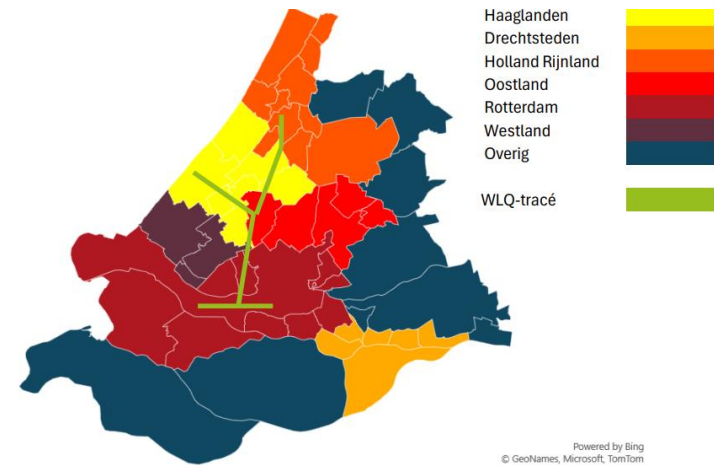 Haaglanden
Drechtsteden
Holland Rijnland
Oostland
Rotterdam
Westland
Overig
WLQ-tracé
Powered by Bing
© GeoNames, Microsoft, TomTom